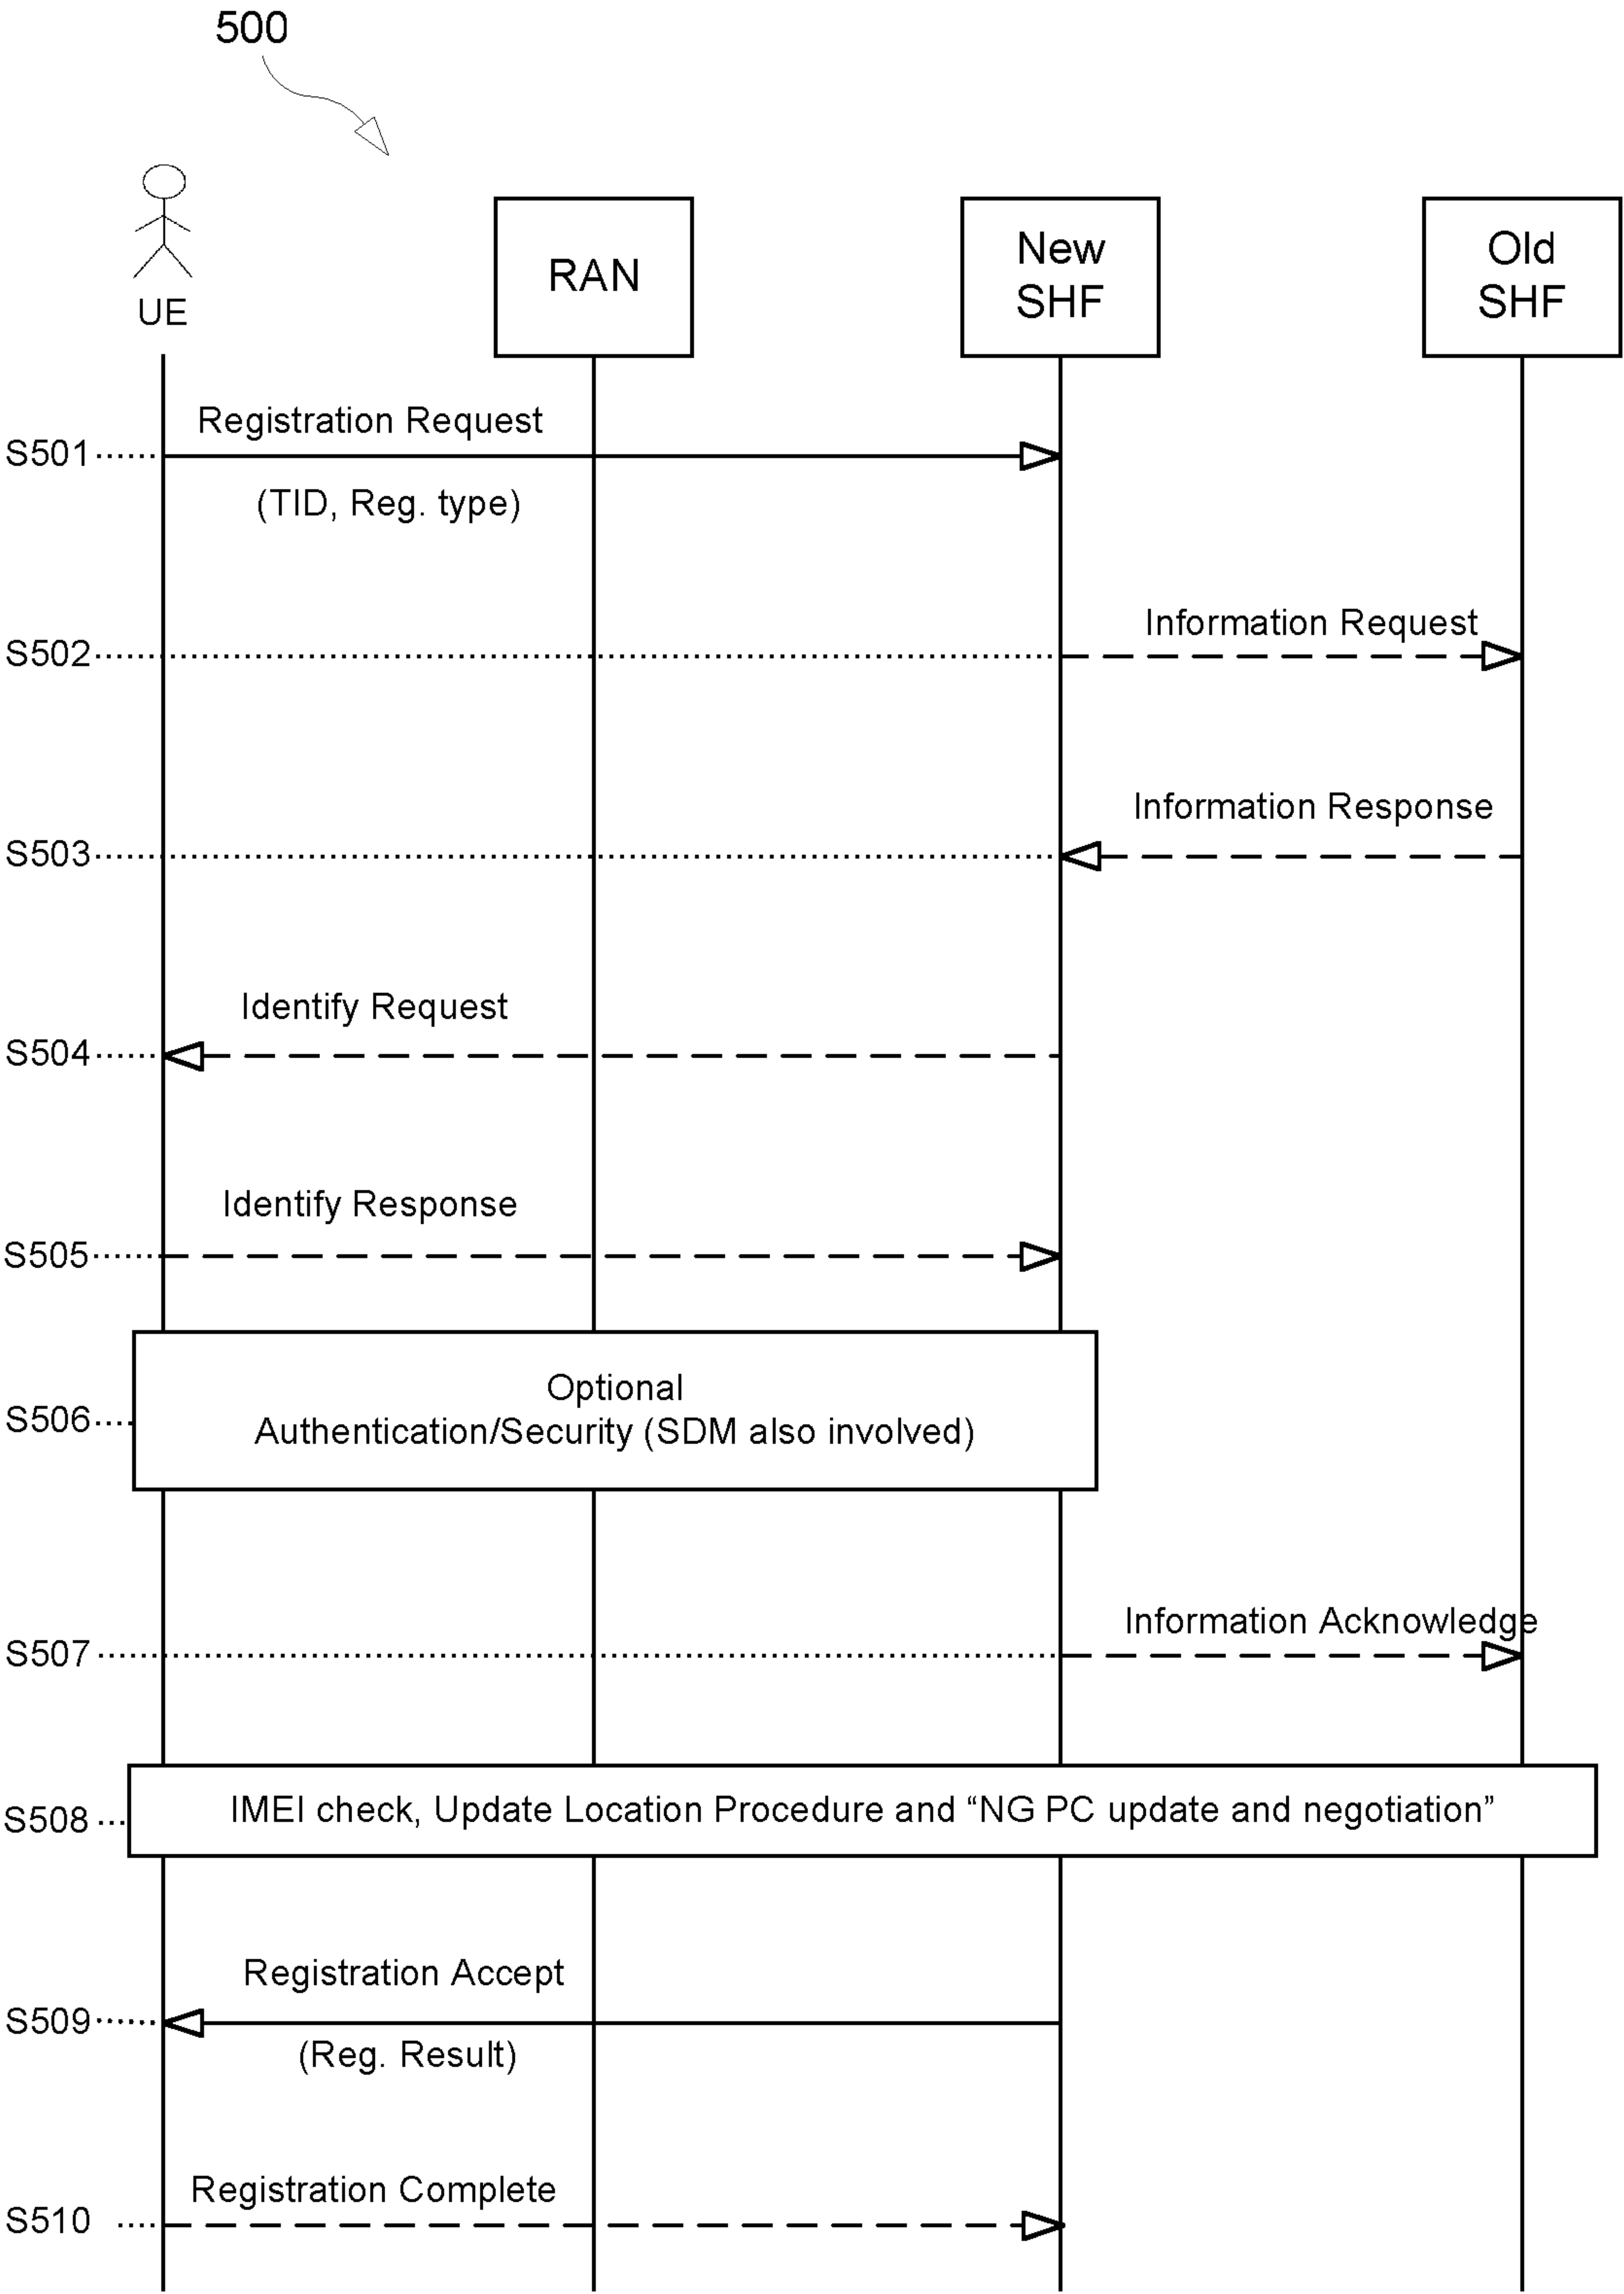 500
UE
RAN
New
SHF
Old
SHF
Registration Request
S501
(TID, Reg. type)
Information Request
S502
Information Response
S503
Identify Request
S504
Identify Response
S505
Optional
Authentication/Security (SDM also involved)
S506
Information Acknowledge
S507
IMEI check, Update Location Procedure and “NG PC update and negotiation”
S508
Registration Accept
S509
(Reg. Result)
Registration Complete
S510